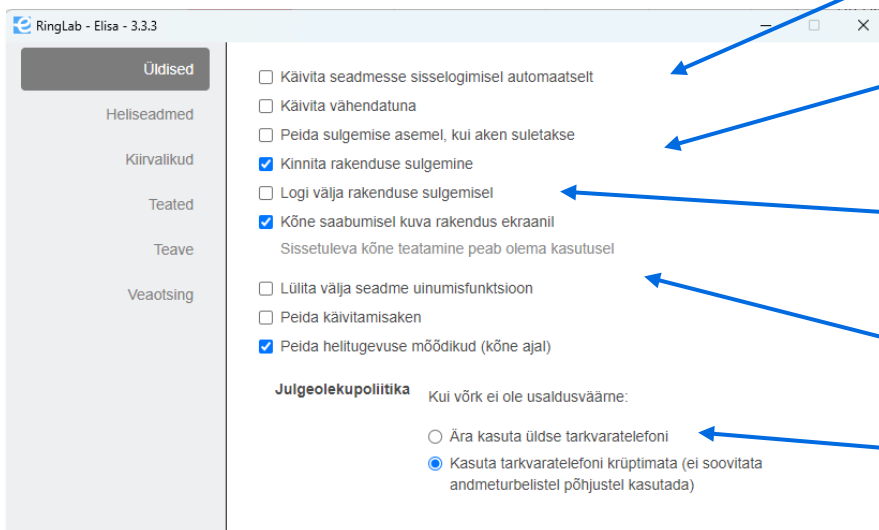 RingLab - Elisa - 3.3.3
Üldised
Heliseadmed
Kiirvalikud
Teated
Teave
Veaotsing
Käivita seadmesse sisselogimisel automaatselt
Käivita vähendatuna
Peida sulgemise asemel, kui aken suletakse
Kinnita rakenduse sulgemine
Logi välja rakenduse sulgemisel
Kõne saabumisel kuva rakendus ekraanil
Sissetuleva kõne teatamine peab olema kasutusel
Lülita välja seadme uinumisfunktsioon
Peida käivitamisaken
Peida helitugevuse mõõdikud (kõne ajal)
Julgeolekupoliitika
Kui võrk ei ole usaldusväärne:
Ära kasuta üldse tarkvaratelefoni
Kasuta tarkvaratelefoni krüptimata (ei soovitata
andmeturbelistel põhjustel kasutada)